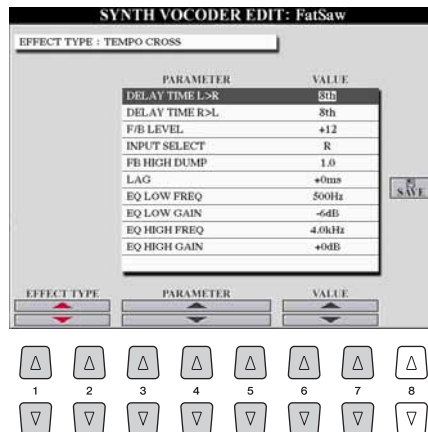 SYNTH VOCODER EDIT: FatSaw
EFFECT TYPE : TEMPO CROSS
PARAMETER VALUE
DELAY TIME L>R 8th
DELAY TIME R>L 8th
F/B LEVEL +12
INPUT SELECT R
FB HIGH DUMP 1.0
LAG +0ms
EQ LOW FREQ 500Hz
EQ LOW GAIN -6dB
EQ HIGH FREQ 4.0kHz
EQ HIGH GAIN +0dB
SAVE
EFFECT TYPE PARAMETER VALUE
1 2 3 4 5 6 7 8